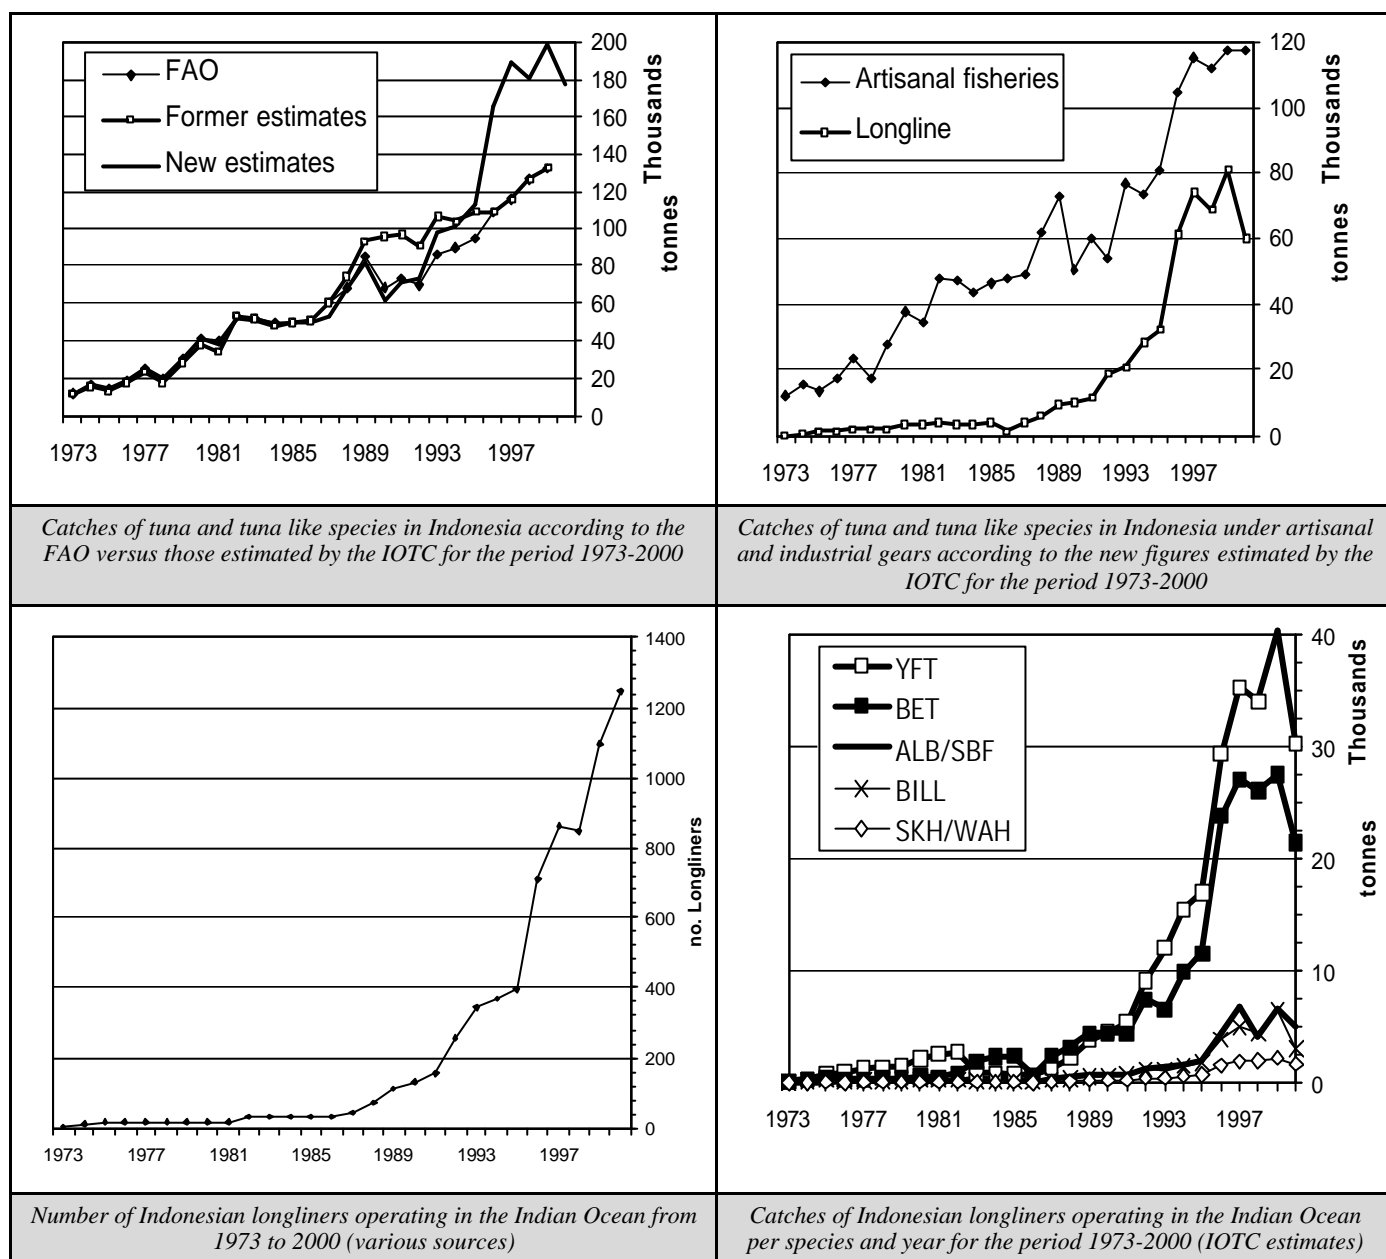 FAO
Former estimates
New estimates
200
180
160
140
120
100
80
60
40
20
0
Thousands
tonnes
1973 1977 1981 1985 1989 1993 1997
Artisanal fisheries
Longline
120
100
80
60
40
20
0
Thousands
tonnes
1973 1977 1981 1985 1989 1993 1997
Catches of tuna and tuna like species in Indonesia according to the
FAO versus those estimated by the IOTC for the period 1973-2000
Catches of tuna and tuna like species in Indonesia under artisanal
and industrial gears according to the new figures estimated by the
IOTC for the period 1973-2000
1400
1200
1000
800
600
400
200
0
no. Longliners
1973 1977 1981 1985 1989 1993 1997
YFT
BET
ALB/SBF
BILL
SKH/WAH
40
30
20
10
0
Thousands
tonnes
1973 1977 1981 1985 1989 1993 1997
Number of Indonesian longliners operating in the Indian Ocean from
1973 to 2000 (various sources)
Catches of Indonesian longliners operating in the Indian Ocean
per species and year for the period 1973-2000 (IOTC estimates)